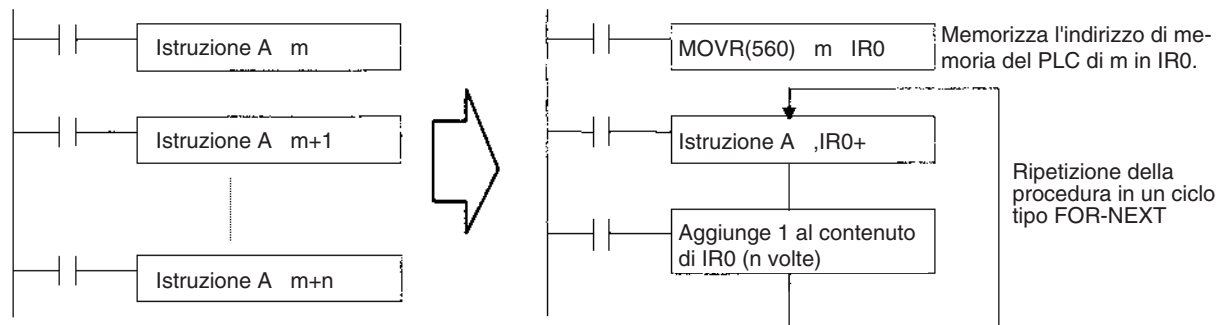 Istruzione A m
Istruzione A m+1
Istruzione A m+n
MOVR(560) m IR0
Memorizza l'indirizzo di me-
moria del PLC di m in IR0.
Istruzione A ,IR0+
Aggiunge 1 al contenuto
di IR0 (n volte)
Ripetizione della
procedura in un ciclo
tipo FOR-NEXT